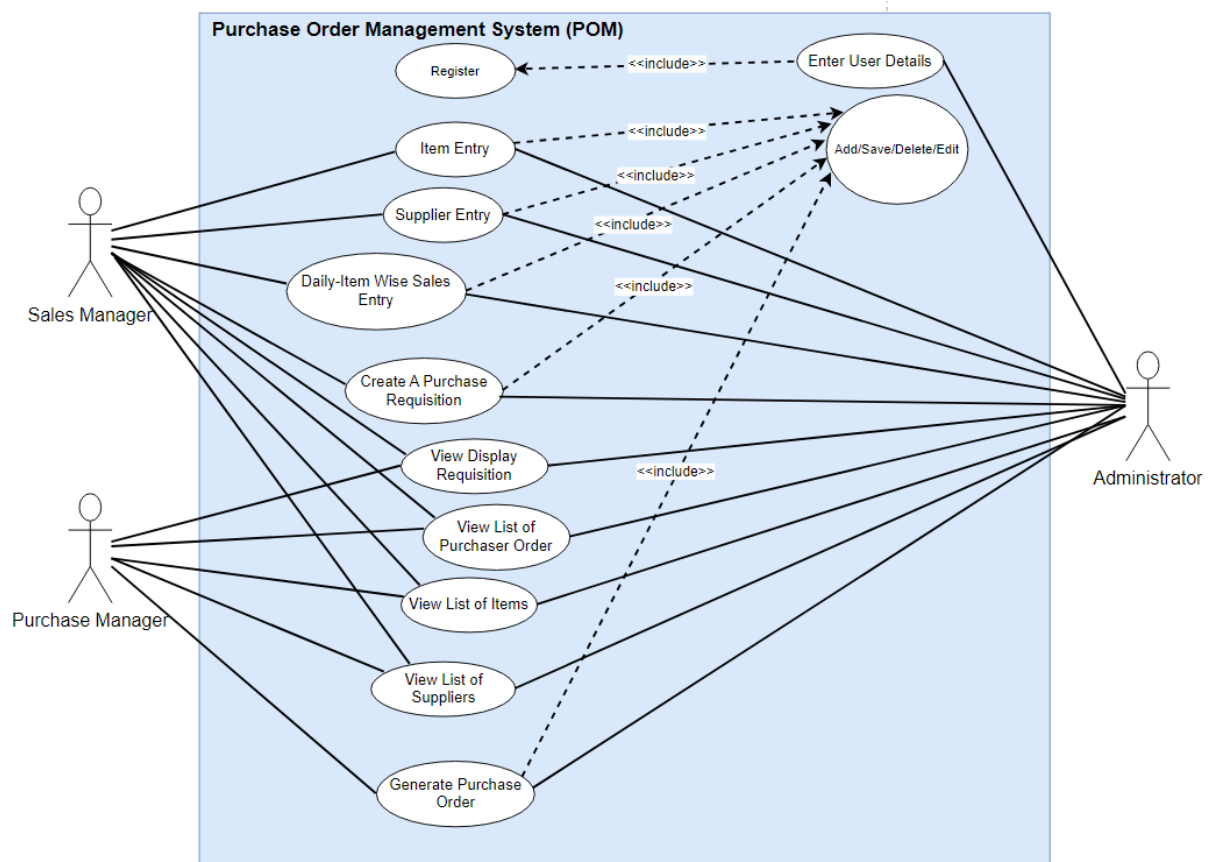 Purchase Order Management System (POM)
Register
<<include>>
Enter User Details
Item Entry
<<include>>
Add/Save/Delete/Edit
<<include>>
Supplier Entry
<<include>>
Daily-Item Wise Sales
Entry
<<include>>
Sales Manager
Create A Purchase
Requisition
View Display
Requisition
<<include>>
Administrator
View List of
Purchaser Order
View List of Items
Purchase Manager
View List of
Suppliers
Generate Purchase
Order